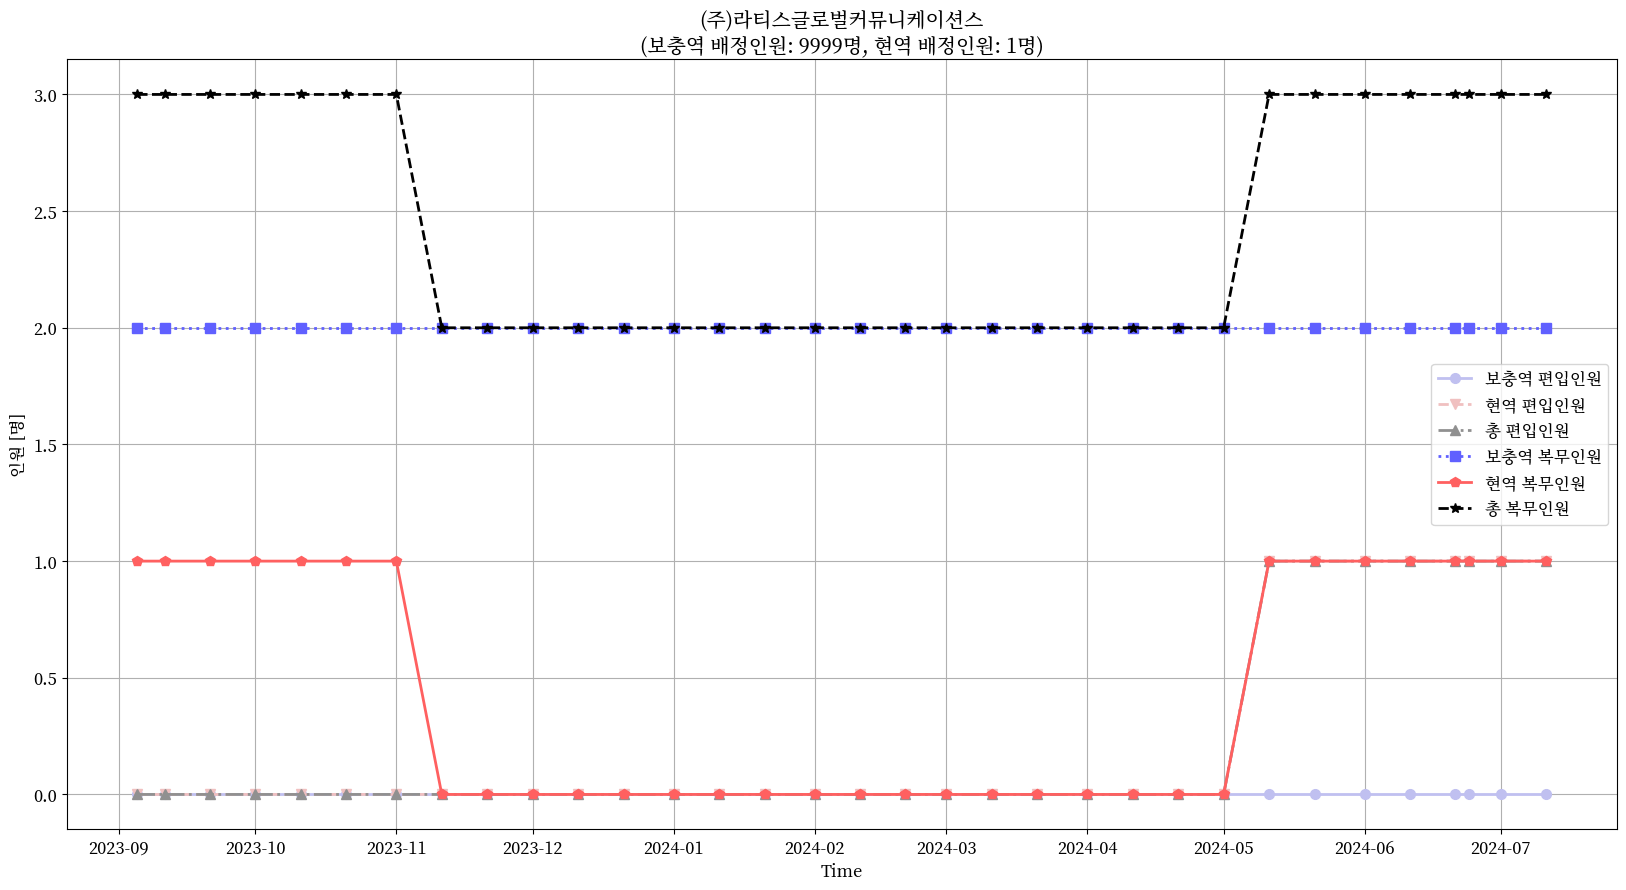 (주)라티스글로벌커뮤니케이션스
(보충역 배정인원: 9999명, 현역 배정인원: 1명)
인원 [명]
3.0
2.5
2.0
1.5
1.0
0.5
0.0
보충역 편입인원
현역 편입인원
총 편입인원
보충역 복무인원
현역 복무인원
총 복무인원
2023-09 2023-10 2023-11 2023-12 2024-01 2024-02 2024-03 2024-04 2024-05 2024-06 2024-07
Time